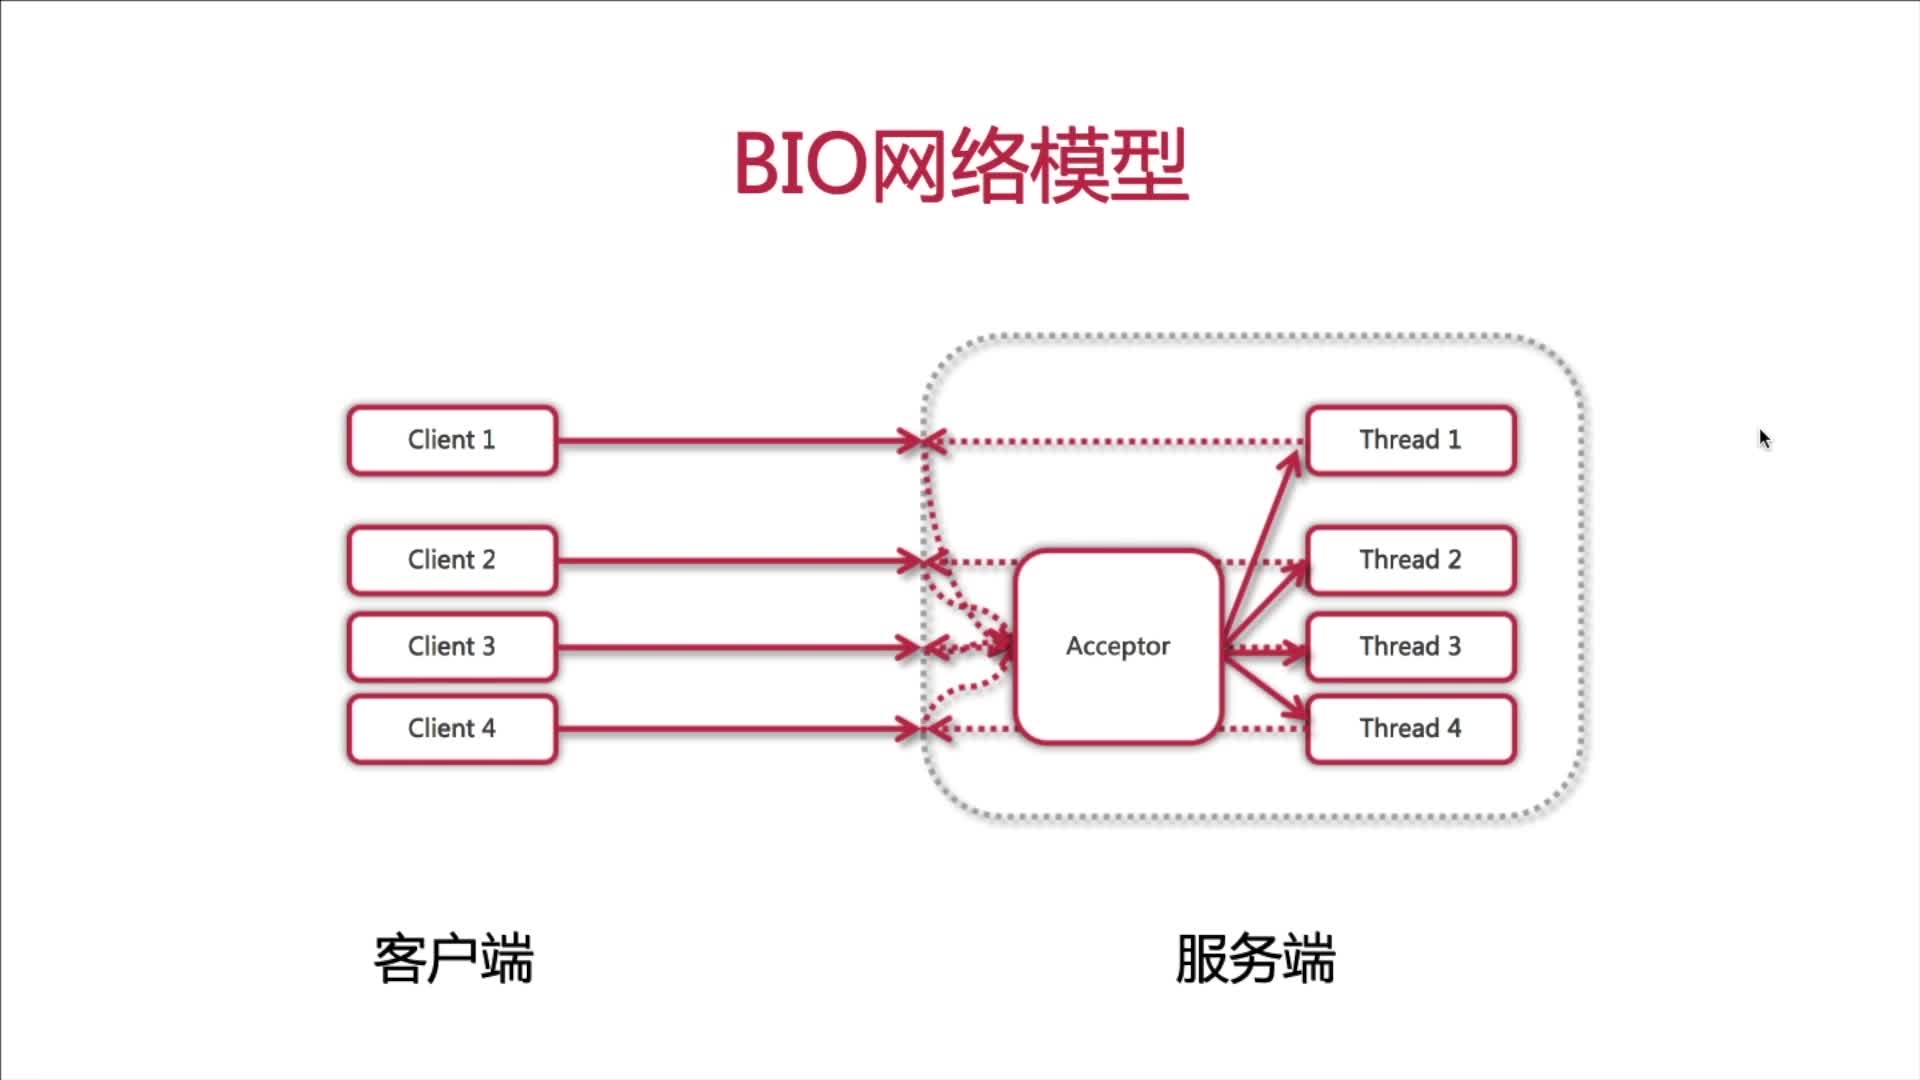 BIO网络模型
Client 1
Thread 1
Client 2
Thread 2
Client 3
Acceptor
Thread 3
Client 4
Thread 4
客户端
服务端